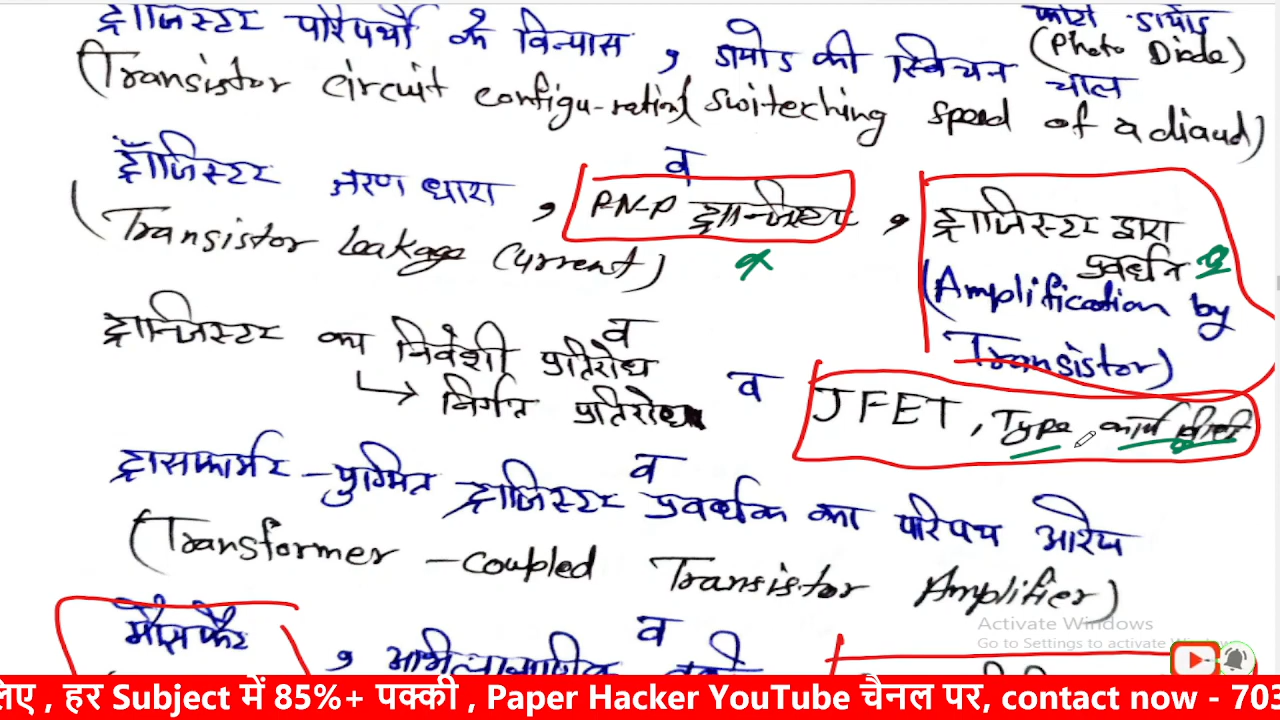 ट्रांजिस्टर परिपथों के विन्यास , डायोड की स्विचन चाल
फोटो डायोड
(Photo Diode)
(Transistor circuit configu-ration) (switeching speed of a diaud)
व
ट्रॉंजिस्टर क्षरण धारा , P-N-P ट्रान्जिस्टर , ट्रांजिस्टर द्वारा प्रवर्धन
(Transistor Leakage Current)
(Amplification by Transistor)
व
ट्रान्जिस्टर का निवेशी प्रतिरोध
→ निर्गत प्रतिरोध
व JFET , Type , कार्य विधि
व
ट्रांसफार्मर - युग्मित ट्रांजिस्टर प्रवर्धक का परिपथ आरेख
(Transformer - Coupled Transistor Amplifier)
व
मौसफैट ,
Activate Windows
Go to Settings to activate
लिए , हर Subject में 85%+ पक्की , Paper Hacker YouTube चैनल पर, contact now - 703